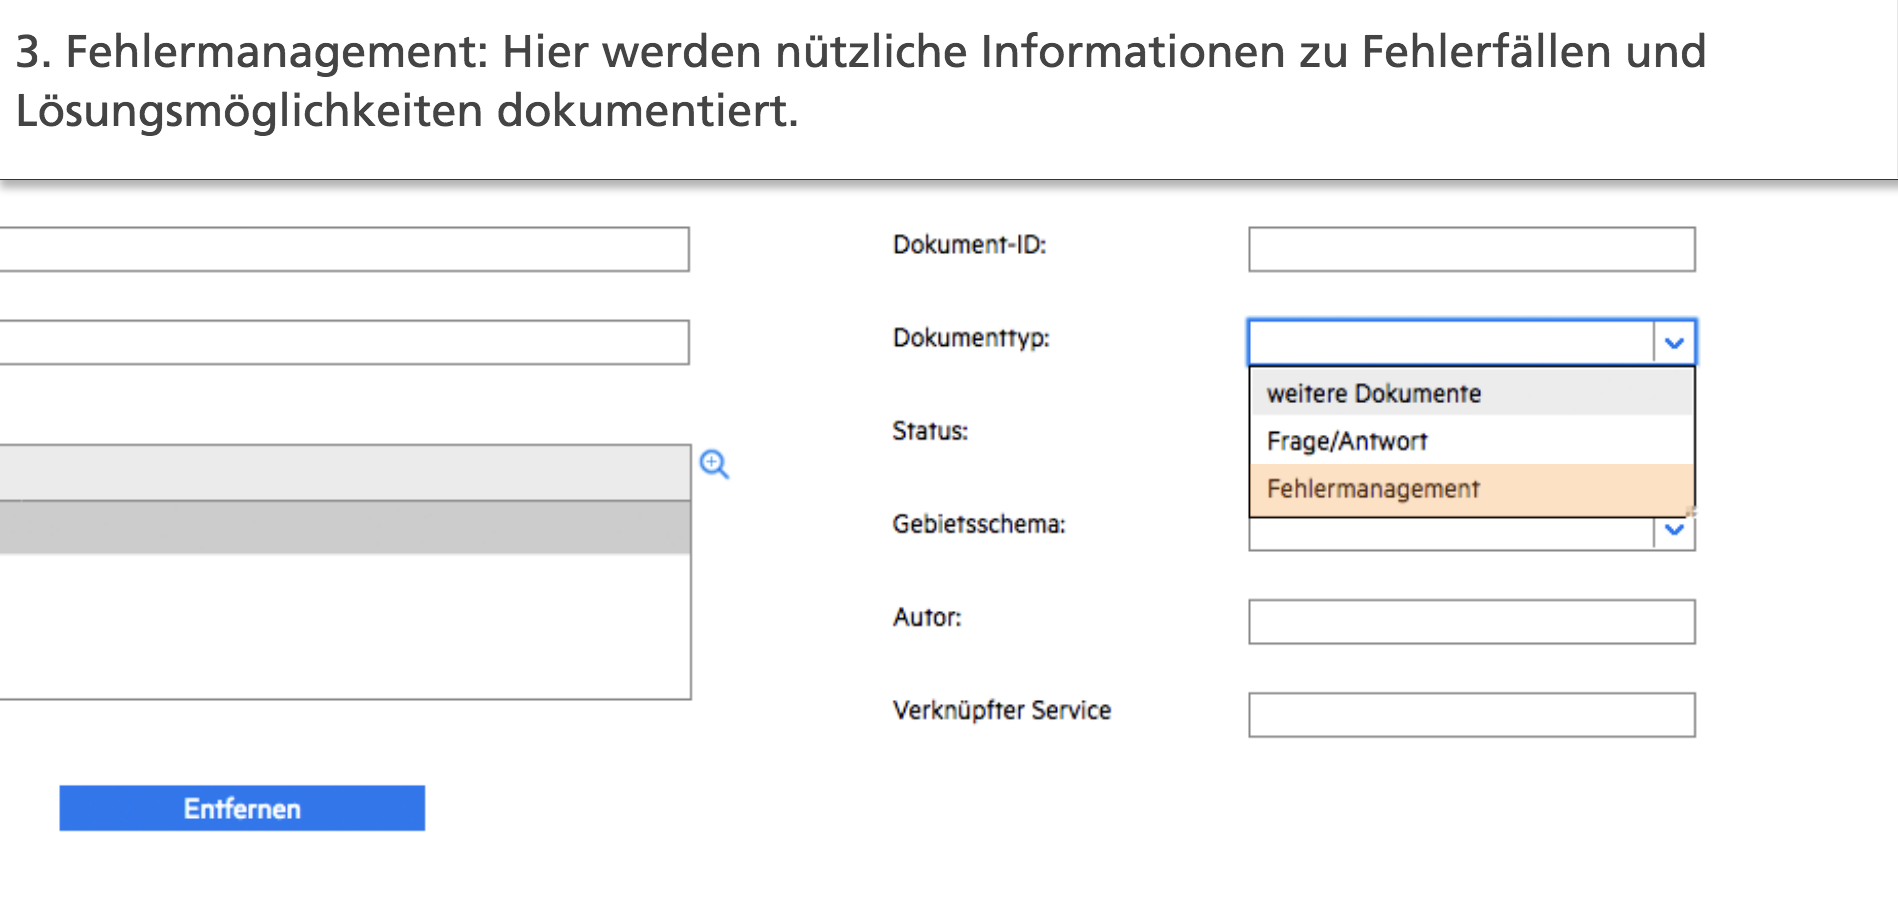 3. Fehlermanagement: Hier werden nützliche Informationen zu Fehlerfällen und
Lösungsmöglichkeiten dokumentiert.
Dokument-ID:
Dokumenttyp:
weitere Dokumente
Frage/Antwort
Fehlermanagement
Status:
Gebietsschema:
Autor:
Verknüpfter Service
Entfernen